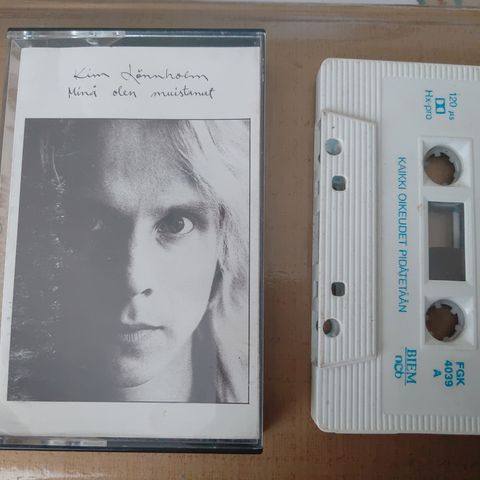 Kim Lönnholm
Minä olen muistanut
120 µs
Hx-pro
KAIKKI OIKEUDET PIDÄTETÄÄN
BIEM
ncb
FGK
4039
A